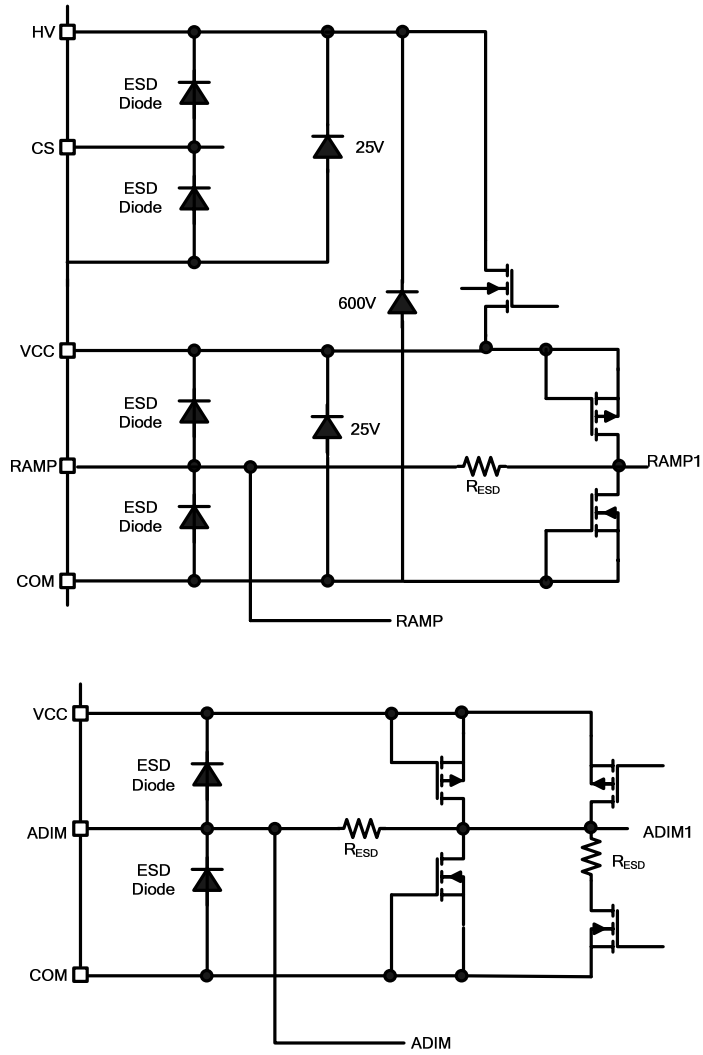 HV
ESD
Diode
CS
25V
ESD
Diode
600V
VCC
ESD
Diode
25V
RAMP
RAMP1
RESD
ESD
Diode
COM
RAMP
VCC
ESD
Diode
ADIM
ADIM1
RESD
RESD
ESD
Diode
COM
ADIM